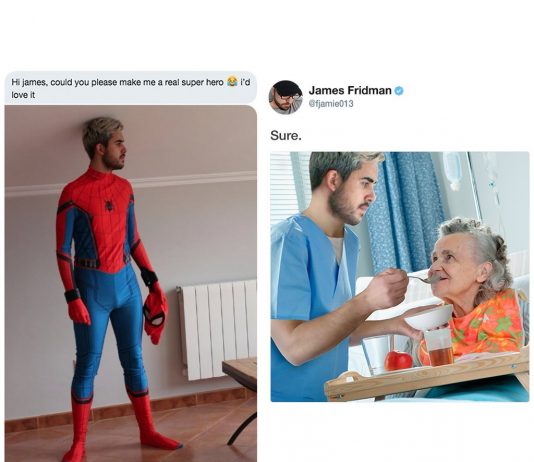 Hi james, could you please make me a real super hero 😂 i'd
love it
James Fridman
@fjamie013
Sure.